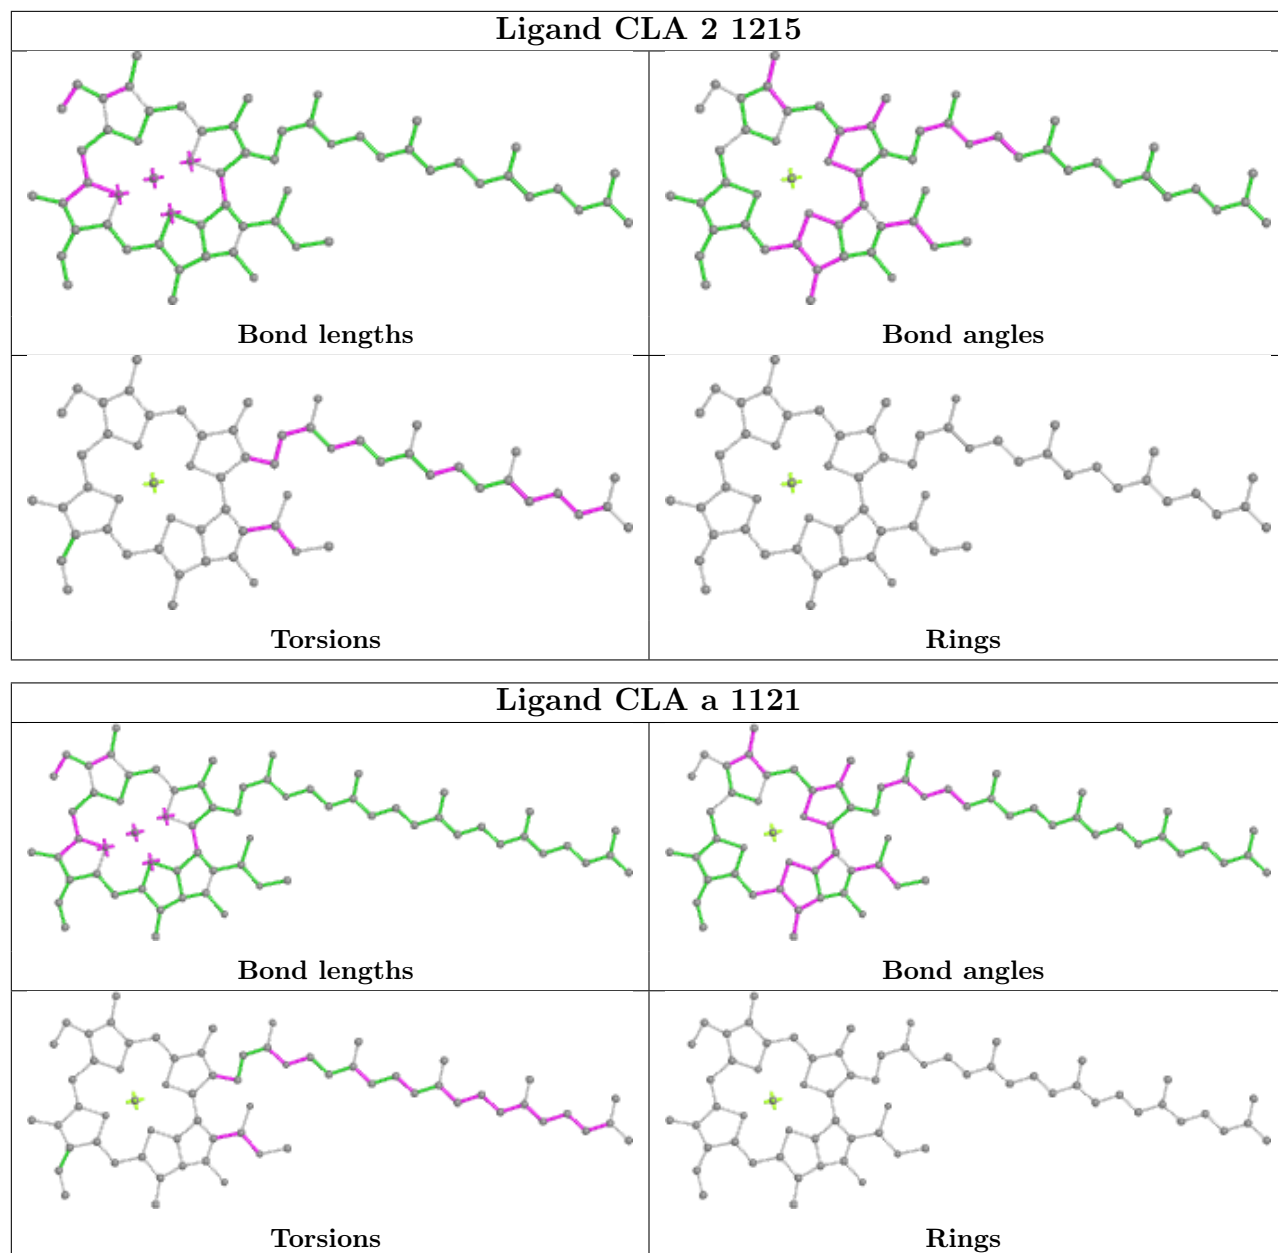 Ligand CLA 2 1215
Bond lengths
Bond angles
Torsions
Rings
Ligand CLA a 1121
Bond lengths
Bond angles
Torsions
Rings